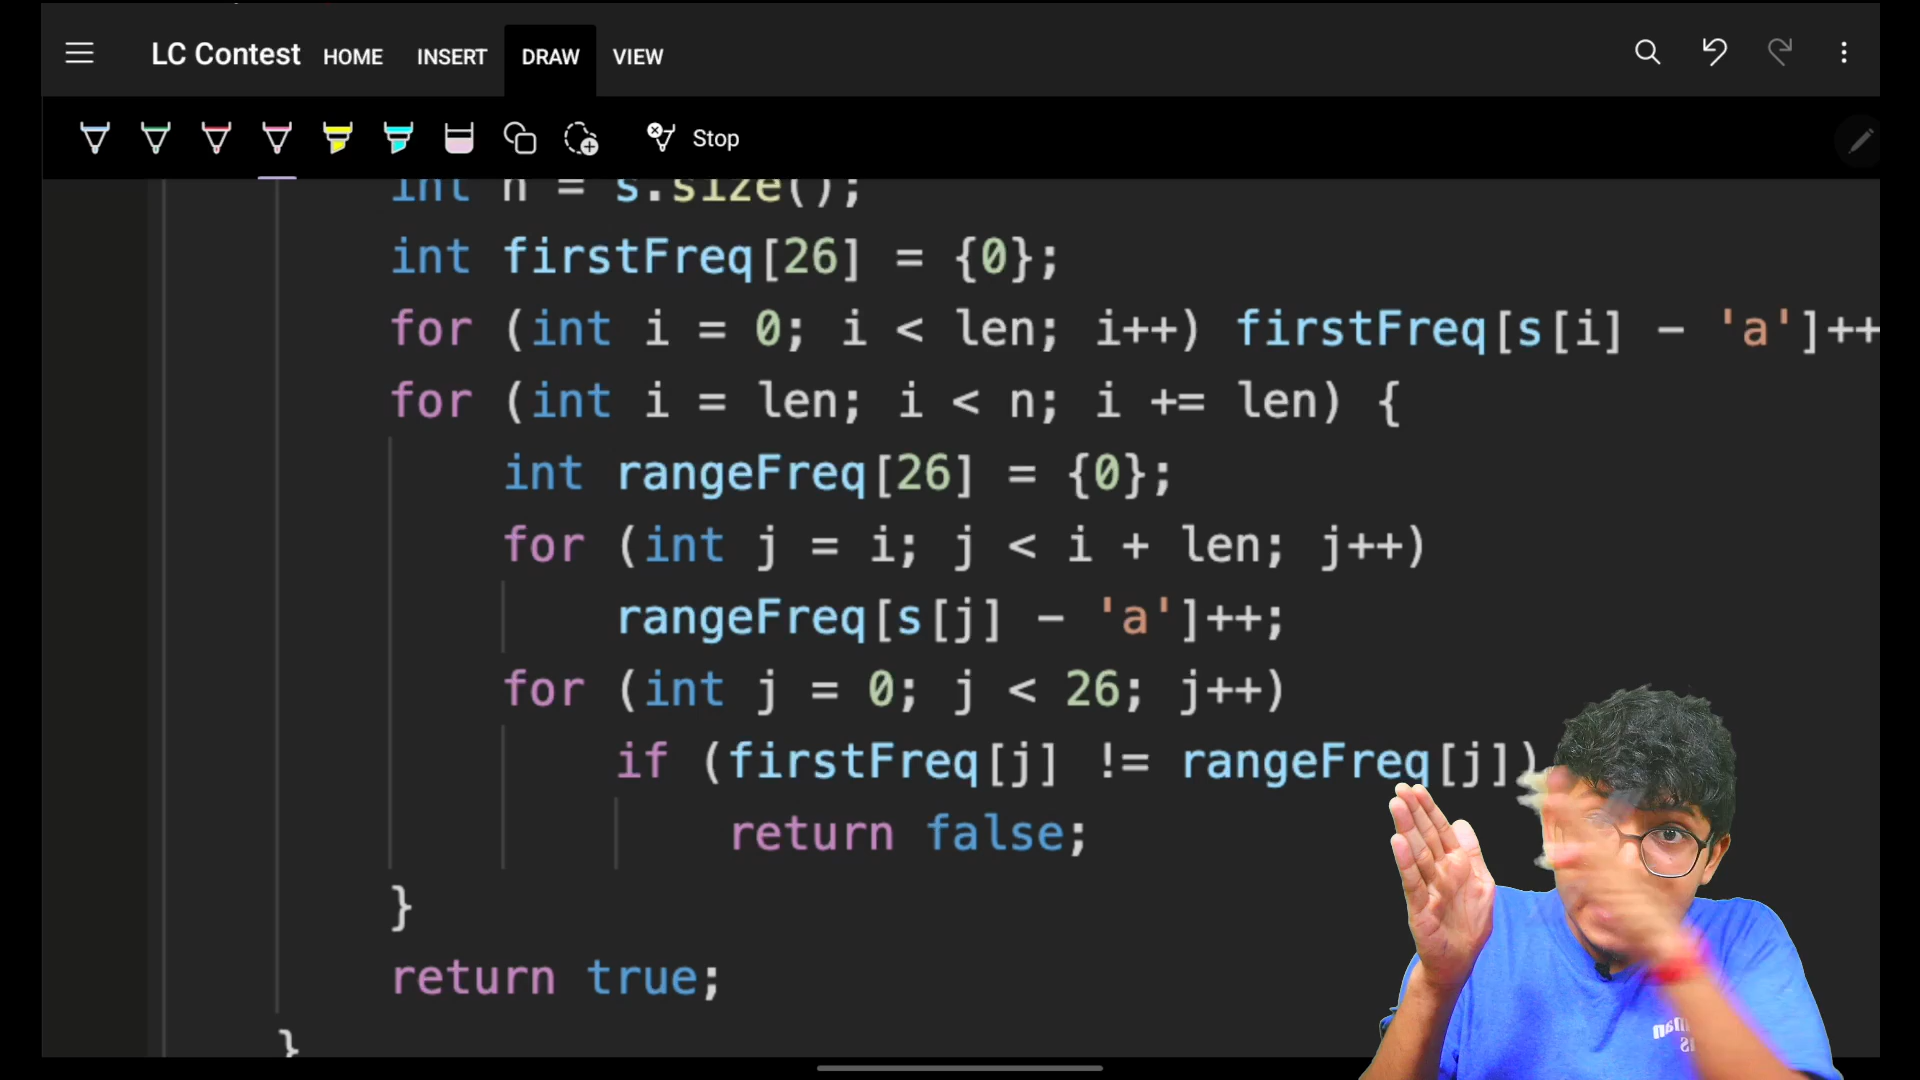 LC Contest HOME INSERT DRAW VIEW
Stop
int n = s.size();
int firstFreq[26] = {0};
for (int i = 0; i < len; i++) firstFreq[s[i] - 'a']++
for (int i = len; i < n; i += len) {
int rangeFreq[26] = {0};
for (int j = i; j < i + len; j++)
rangeFreq[s[j] - 'a']++;
for (int j = 0; j < 26; j++)
if (firstFreq[j] != rangeFreq[j])
return false;
}
return true;
}